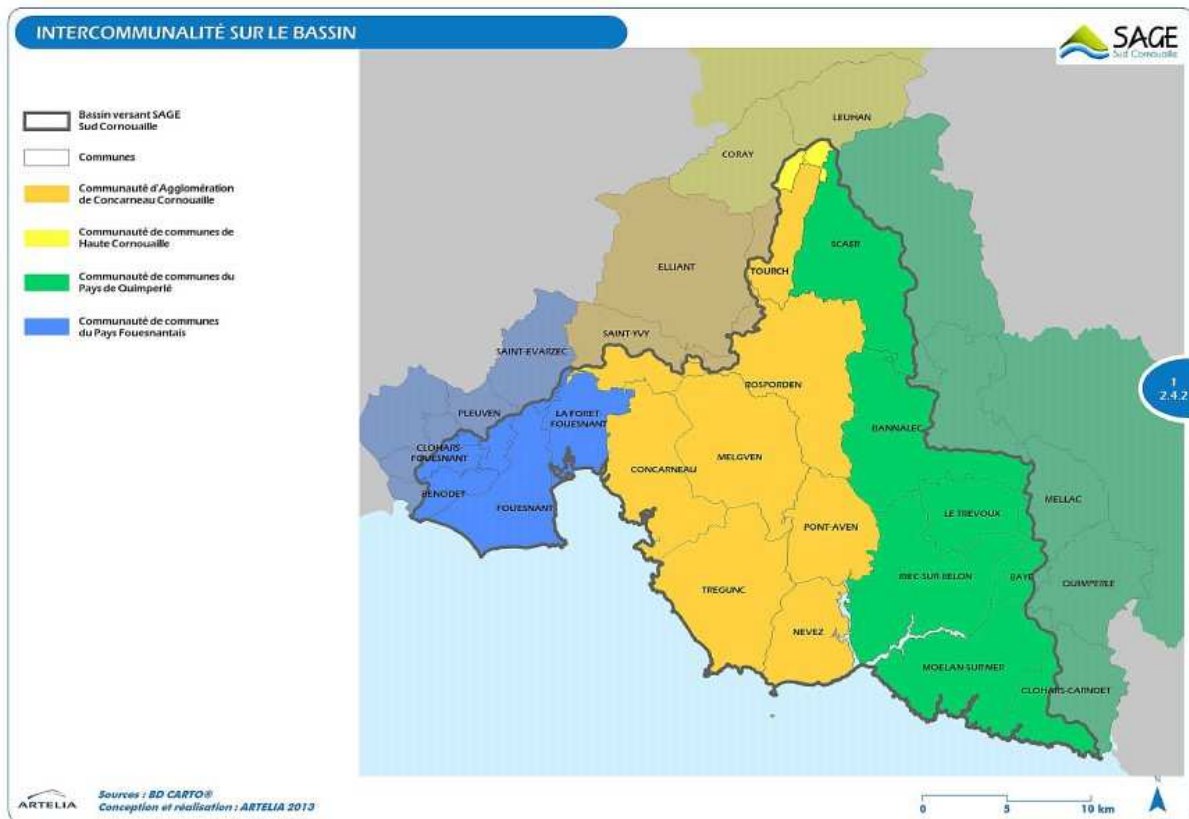 INTERCOMMUNALITÉ SUR LE BASSIN
SAGE
Sud Cornouaille
Bassin versant SAGE
Sud Cornouaille
Communes
Communauté d'Agglomération
de Concarneau Cornouaille
Communauté de communes de
Haute Cornouaille
Communauté de communes du
Pays de Quimperlé
Communauté de communes
du Pays Fouesnantais
LEUHAN
CORAY
SCAER
ELLIANT
TOURCH
SAINT-YVY
SAINT-EVARZEC
ROSPORDEN
1
2.4.2
PLEUVEN
LA FORET
FOUESNANT
BANNALEC
CLOHARS-
FOUESNANT
CONCARNEAU
MELGVEN
BENODET
FOUESNANT
LE TREVOUX
MELLAC
PONT-AVEN
RIEC-SUR-BELON
BAYE
QUIMPERLE
TREGUNC
NEVEZ
MOELAN-SUR-MER
CLOHARS-CARNOET
ARTELIA
Sources : BD CARTO®
Conception et réalisation : ARTELIA 2013
0 5 10 km
N